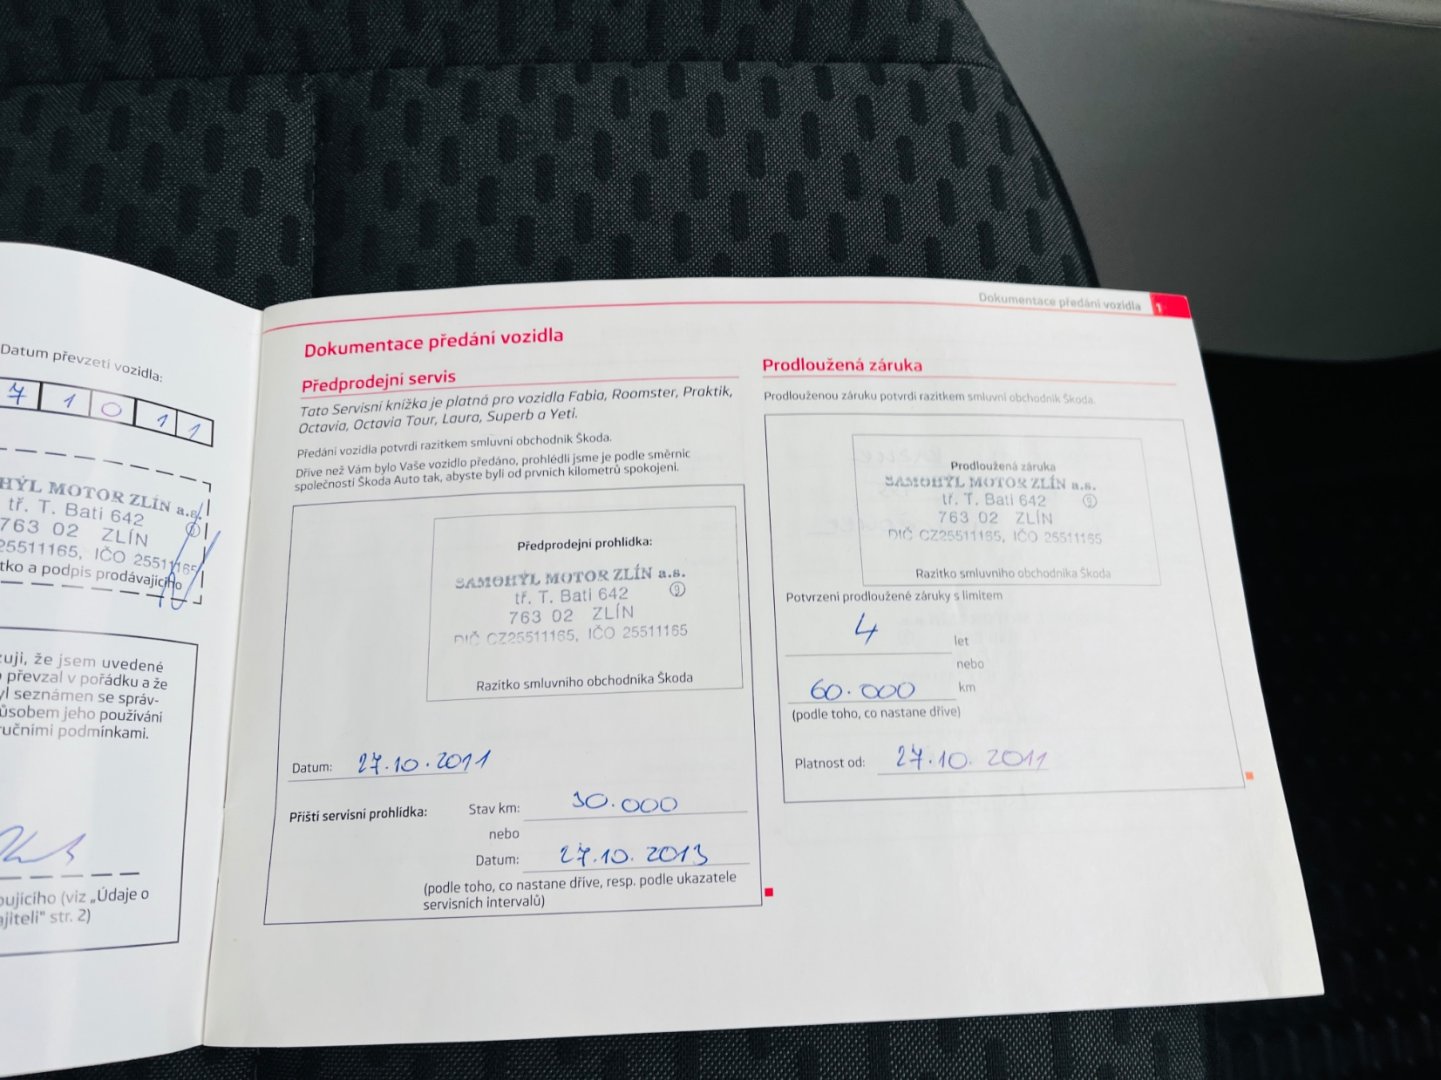 Datum převzetí vozidla:
7 1 0 1 1
HÝL MOTOR ZLÍN a.s.
tř. T. Bati 642
763 02 ZLÍN
25511165, IČO 25511165
tko a podpis prodávajícího
zuji, že jsem uvedené
převzal v pořádku a že
yl seznámen se správ-
ůsobem jeho používání
ručními podmínkami.
pujícího (viz „Údaje o
ajiteli" str. 2)
Dokumentace předání vozidla 1
Dokumentace předání vozidla
Předprodejní servis
Tato Servisní knížka je platná pro vozidla Fabia, Roomster, Praktik,
Octavia, Octavia Tour, Laura, Superb a Yeti.
Předání vozidla potvrdí razítkem smluvní obchodník Škoda.
Dříve než Vám bylo Vaše vozidlo předáno, prohlédli jsme je podle směrnic
společnosti Škoda Auto tak, abyste byli od prvních kilometrů spokojeni.
Předprodejní prohlídka:
SAMOHÝL MOTOR ZLÍN a.s.
tř. T. Bati 642 9
763 02 ZLÍN
DIČ CZ25511165, IČO 25511165
Razítko smluvního obchodníka Škoda
Datum: 27.10.2011
Příští servisní prohlídka: Stav km: 30.000
nebo
Datum: 27.10.2013
(podle toho, co nastane dříve, resp. podle ukazatele
servisních intervalů)
Prodloužená záruka
Prodlouženou záruku potvrdí razítkem smluvní obchodník Škoda.
Prodloužená záruka
SAMOHÝL MOTOR ZLÍN a.s.
tř. T. Bati 642 9
763 02 ZLÍN
DIČ CZ25511165, IČO 25511165
Razítko smluvního obchodníka Škoda
Potvrzení prodloužené záruky s limitem
4 let
nebo
60.000 km
(podle toho, co nastane dříve)
Platnost od: 27.10.2011